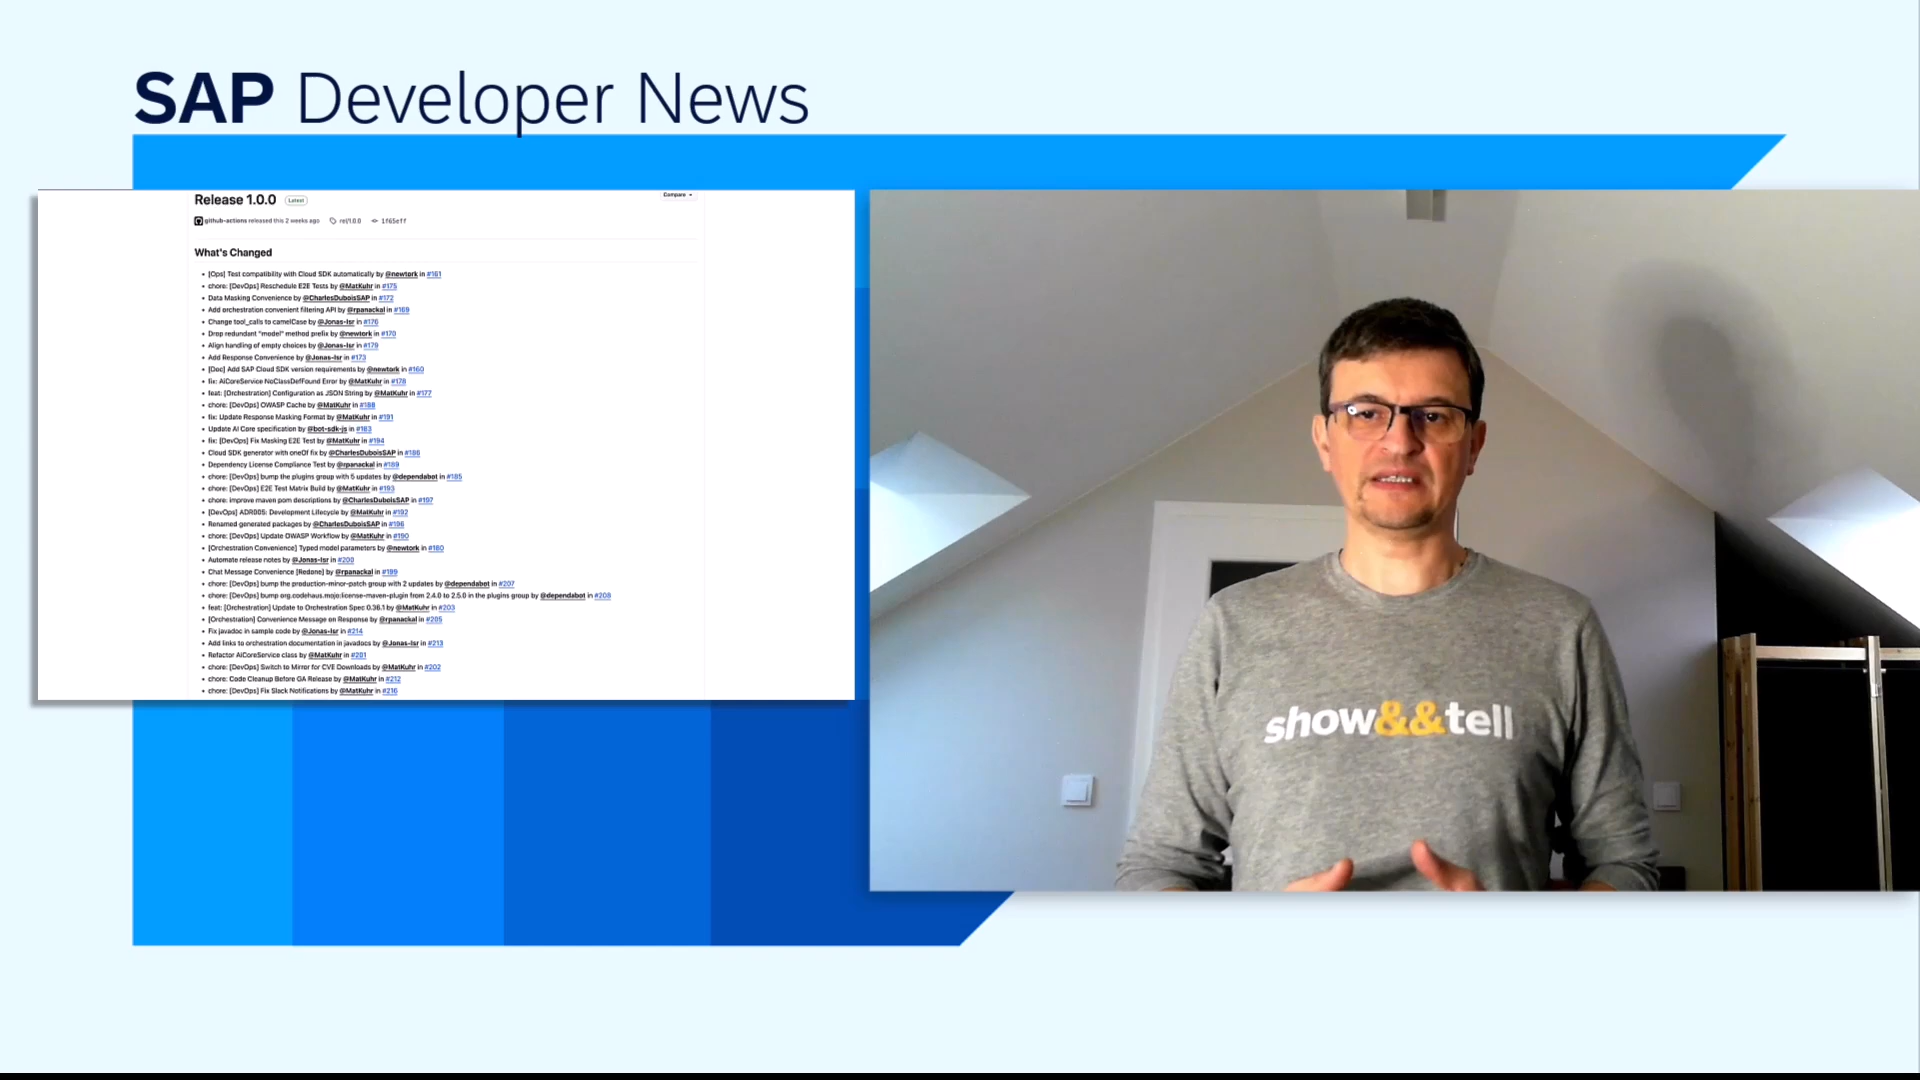 SAP Developer News
Release 1.0.0 Latest
Compare
github-actions released this 2 weeks ago rel/1.0.0 1f65eff
What's Changed
[Ops] Test compatibility with Cloud SDK automatically by @newtork in #161
chore: [DevOps] Reschedule E2E Tests by @MatKuhr in #175
Data Masking Convenience by @CharlesDuboisSAP in #172
Add orchestration convenient filtering API by @rpanackal in #169
Change tool_calls to camelCase by @Jonas-Isr in #176
Drop redundant "model" method prefix by @newtork in #170
Align handling of empty choices by @Jonas-Isr in #179
Add Response Convenience by @Jonas-Isr in #173
[Doc] Add SAP Cloud SDK version requirements by @newtork in #160
fix: AiCoreService NoClassDefFound Error by @MatKuhr in #178
feat: [Orchestration] Configuration as JSON String by @MatKuhr in #177
chore: [DevOps] OWASP Cache by @MatKuhr in #188
fix: Update Response Masking Format by @MatKuhr in #191
Update AI Core specification by @bot-sdk-js in #183
fix: [DevOps] Fix Masking E2E Test by @MatKuhr in #194
Cloud SDK generator with oneOf fix by @CharlesDuboisSAP in #186
Dependency License Compliance Test by @rpanackal in #189
chore: [DevOps] bump the plugins group with 5 updates by @dependabot in #185
chore: [DevOps] E2E Test Matrix Build by @MatKuhr in #193
chore: improve maven pom descriptions by @CharlesDuboisSAP in #197
[DevOps] ADR005: Development Lifecycle by @MatKuhr in #192
Renamed generated packages by @CharlesDuboisSAP in #196
chore: [DevOps] Update OWASP Workflow by @MatKuhr in #190
[Orchestration Convenience] Typed model parameters by @newtork in #180
Automate release notes by @Jonas-Isr in #200
Chat Message Convenience [Redone] by @rpanackal in #199
chore: [DevOps] bump the production-minor-patch group with 2 updates by @dependabot in #207
chore: [DevOps] bump org.codehaus.mojo:license-maven-plugin from 2.4.0 to 2.5.0 in the plugins group by @dependabot in #208
feat: [Orchestration] Update to Orchestration Spec 0.36.1 by @MatKuhr in #203
[Orchestration] Convenience Message on Response by @rpanackal in #205
Fix javadoc in sample code by @Jonas-Isr in #214
Add links to orchestration documentation in javadocs by @Jonas-Isr in #213
Refactor AiCoreService class by @MatKuhr in #201
chore: [DevOps] Switch to Mirror for CVE Downloads by @MatKuhr in #202
chore: Code Cleanup Before GA Release by @MatKuhr in #212
chore: [DevOps] Fix Slack Notifications by @MatKuhr in #216
show&&tell